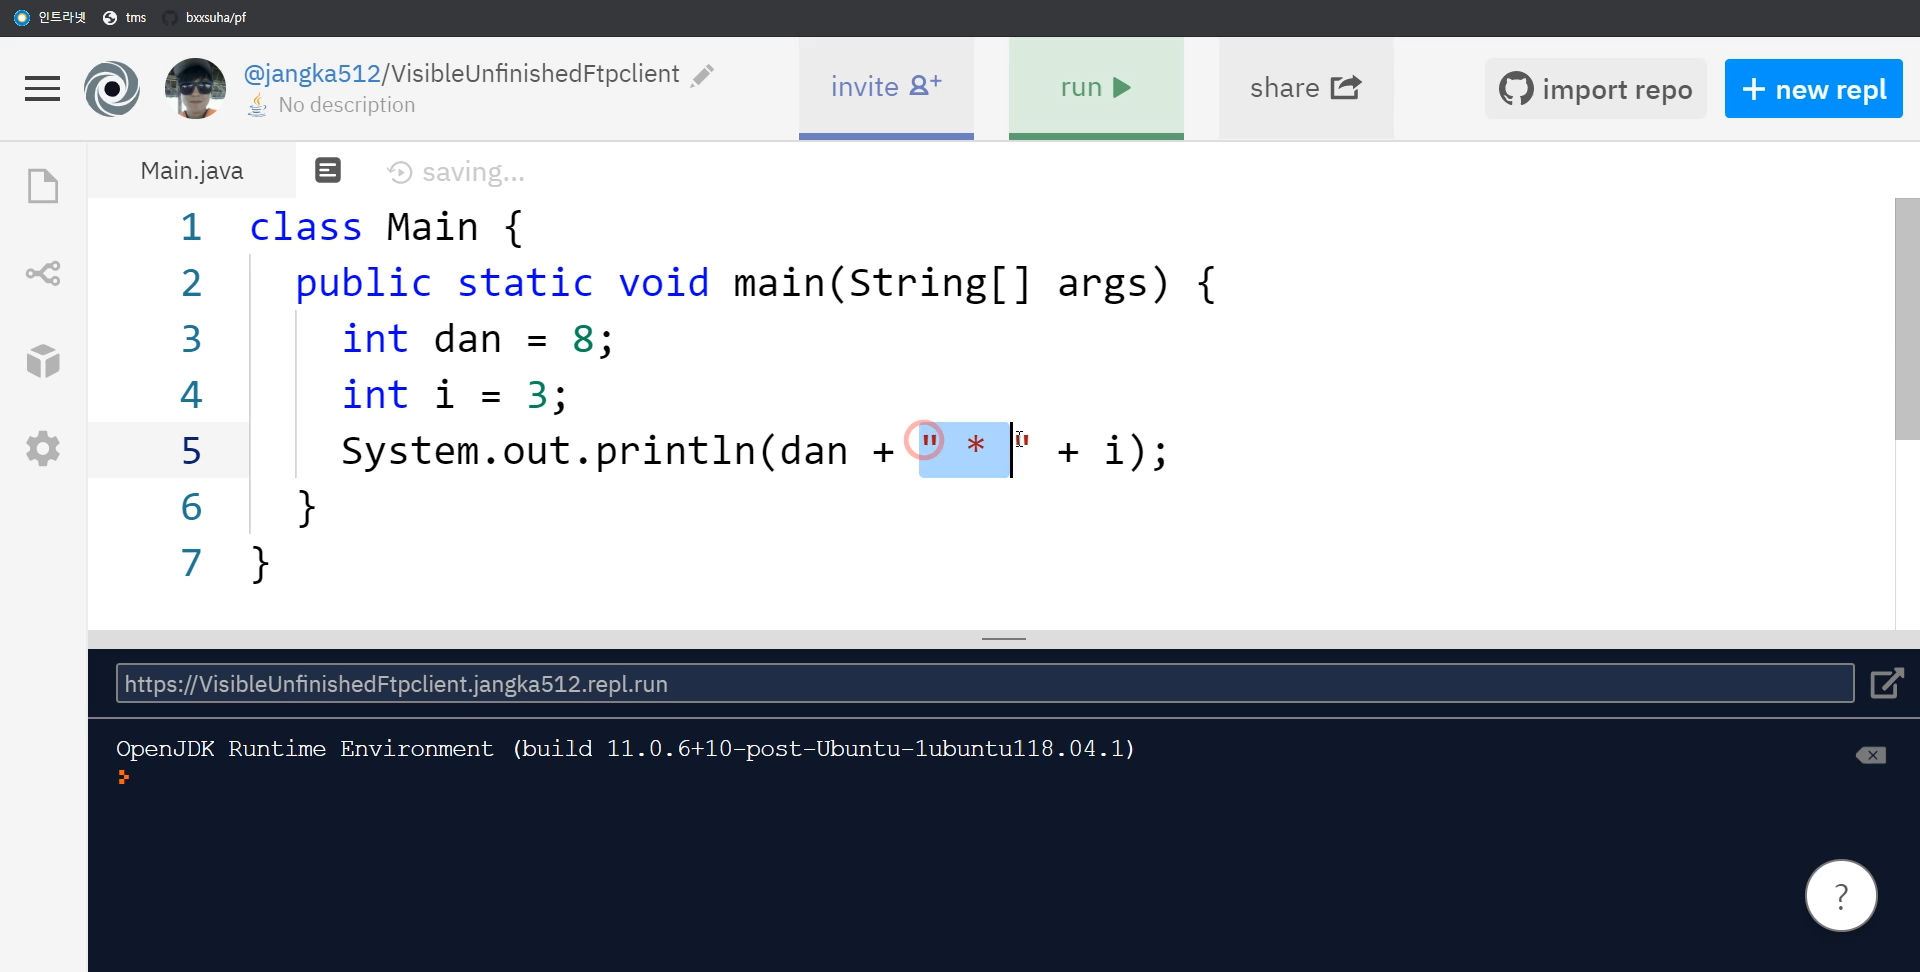 인트라넷 tms bxxsuha/pf
@jangka512/VisibleUnfinishedFtpclient
No description
invite
run
share
import repo
+ new repl
Main.java
saving...
1 class Main {
2 public static void main(String[] args) {
3 int dan = 8;
4 int i = 3;
5 System.out.println(dan + " * " + i);
6 }
7 }
https://VisibleUnfinishedFtpclient.jangka512.repl.run
OpenJDK Runtime Environment (build 11.0.6+10-post-Ubuntu-1ubuntu118.04.1)
?